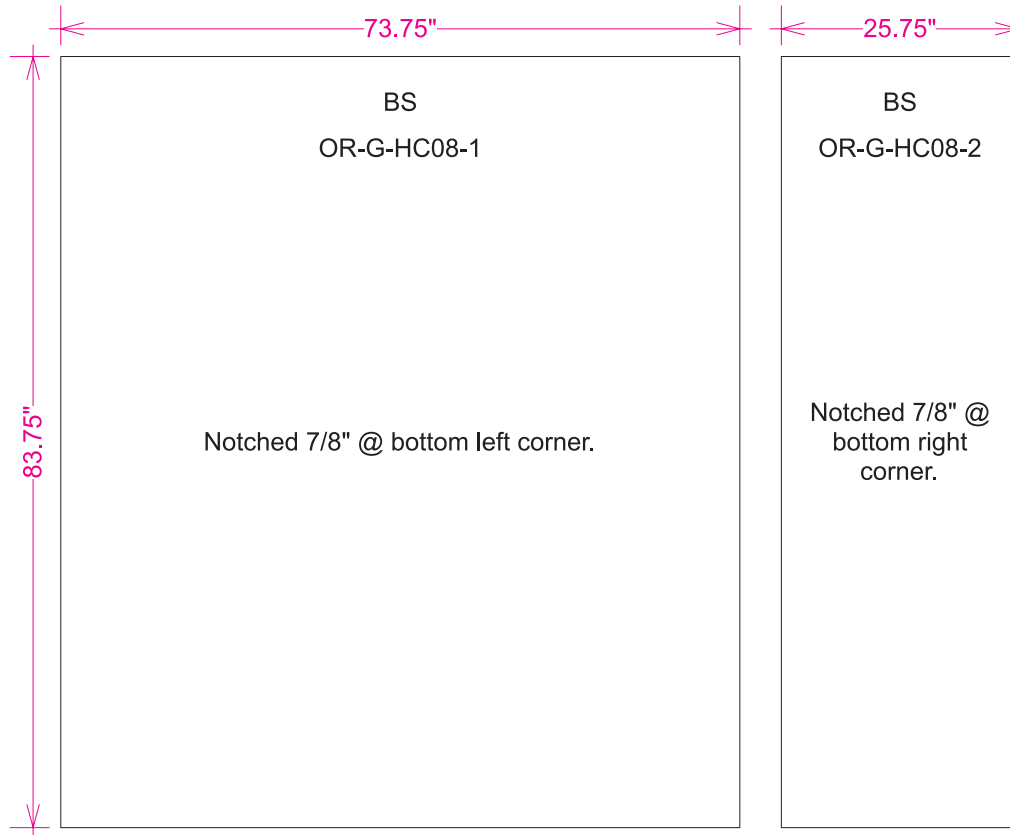 73.75" 25.75"
BS
OR-G-HC08-1
BS
OR-G-HC08-2
83.75"
Notched 7/8" @ bottom left corner.
Notched 7/8" @
bottom right
corner.